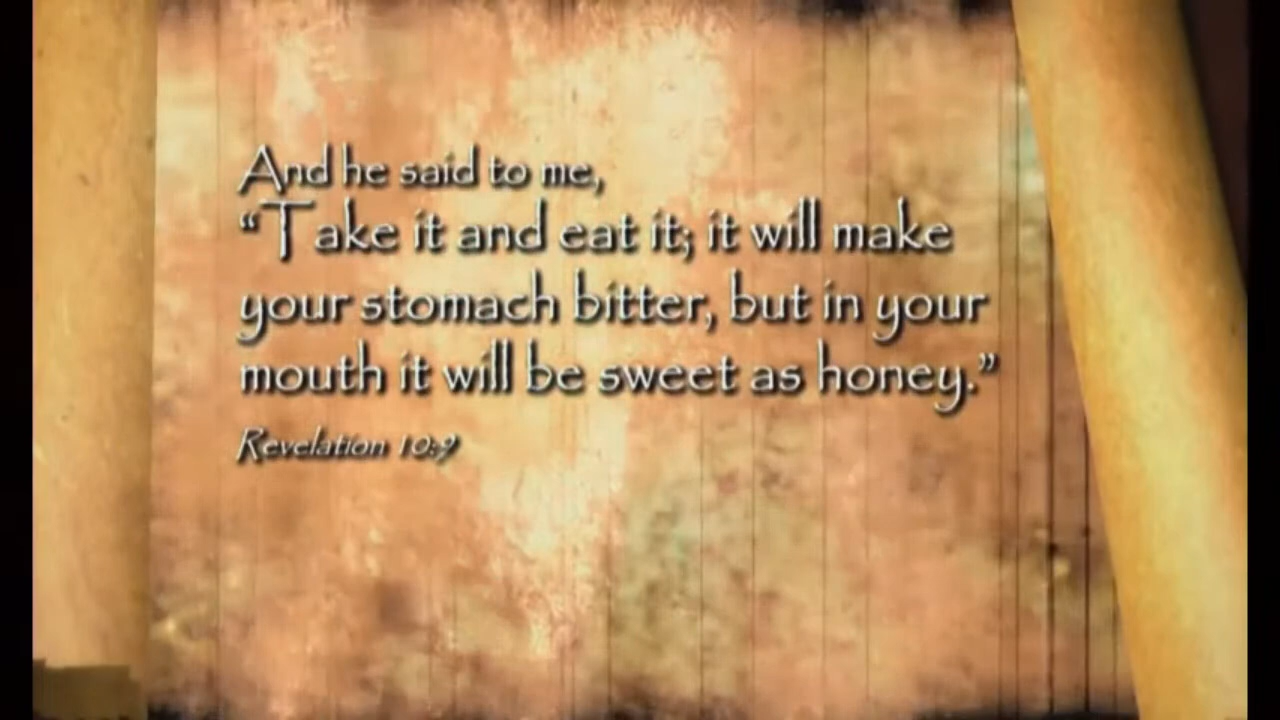 And he said to me,
“Take it and eat it; it will make
your stomach bitter, but in your
mouth it will be sweet as honey.”
Revelation 10:9